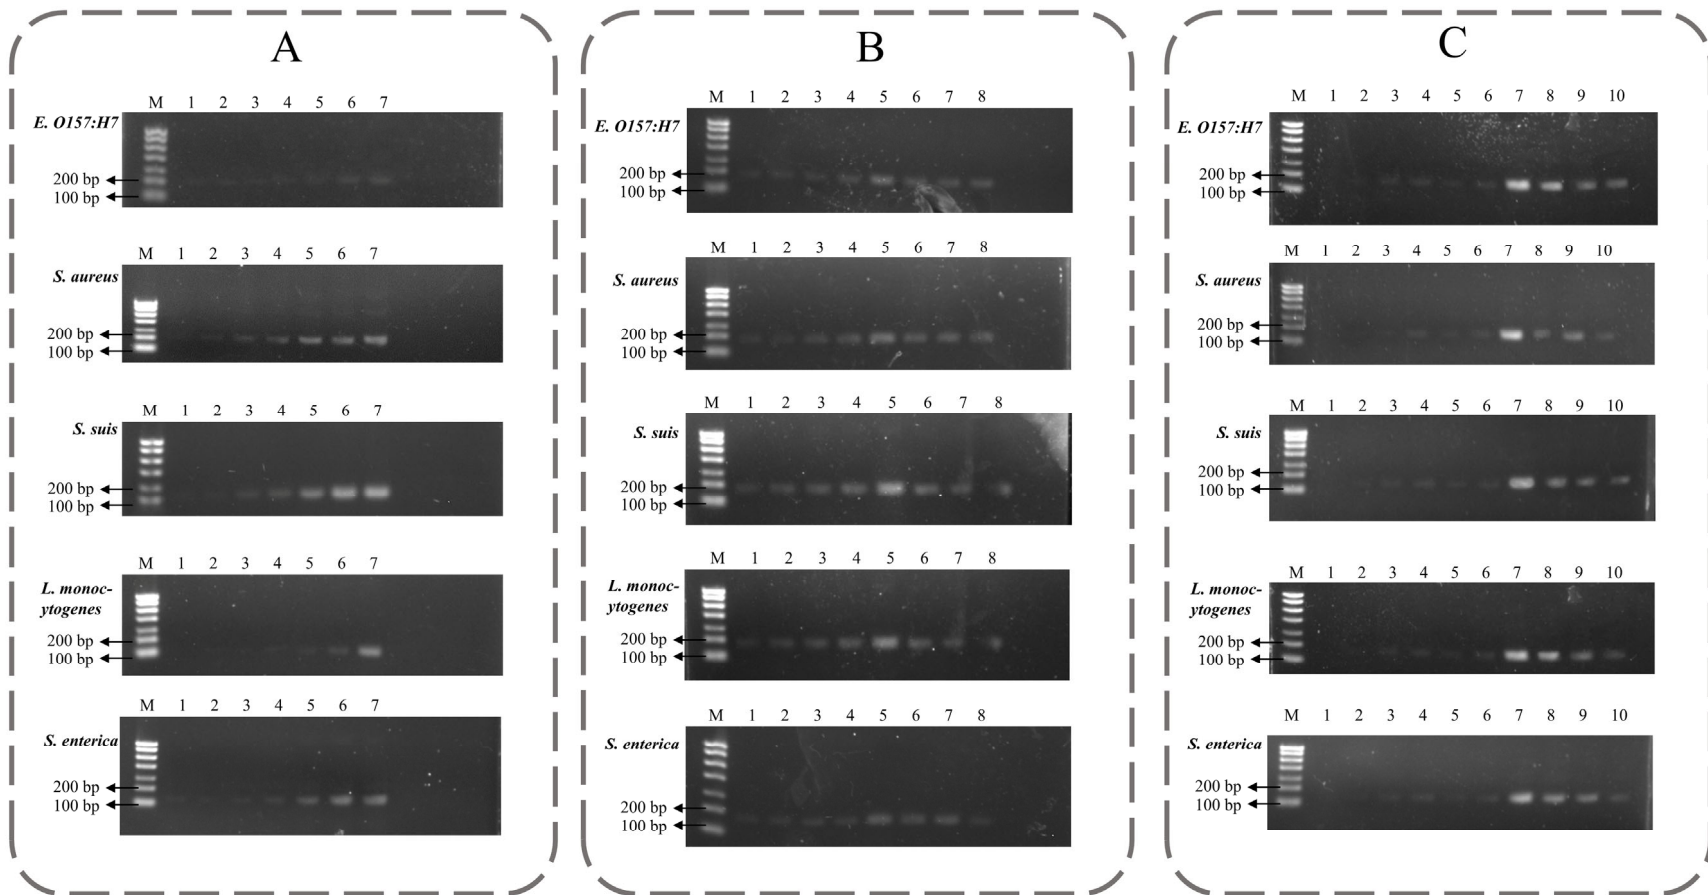 A
M 1 2 3 4 5 6 7
E. O157:H7
200 bp
100 bp
M 1 2 3 4 5 6 7
S. aureus
200 bp
100 bp
M 1 2 3 4 5 6 7
S. suis
200 bp
100 bp
M 1 2 3 4 5 6 7
L. monoc-
ytogenes
200 bp
100 bp
M 1 2 3 4 5 6 7
S. enterica
200 bp
100 bp
B
M 1 2 3 4 5 6 7 8
E. O157:H7
200 bp
100 bp
M 1 2 3 4 5 6 7 8
S. aureus
200 bp
100 bp
M 1 2 3 4 5 6 7 8
S. suis
200 bp
100 bp
M 1 2 3 4 5 6 7 8
L. monoc-
ytogenes
200 bp
100 bp
M 1 2 3 4 5 6 7 8
S. enterica
200 bp
100 bp
C
M 1 2 3 4 5 6 7 8 9 10
E. O157:H7
200 bp
100 bp
M 1 2 3 4 5 6 7 8 9 10
S. aureus
200 bp
100 bp
M 1 2 3 4 5 6 7 8 9 10
S. suis
200 bp
100 bp
M 1 2 3 4 5 6 7 8 9 10
L. monoc-
ytogenes
200 bp
100 bp
M 1 2 3 4 5 6 7 8 9 10
S. enterica
200 bp
100 bp